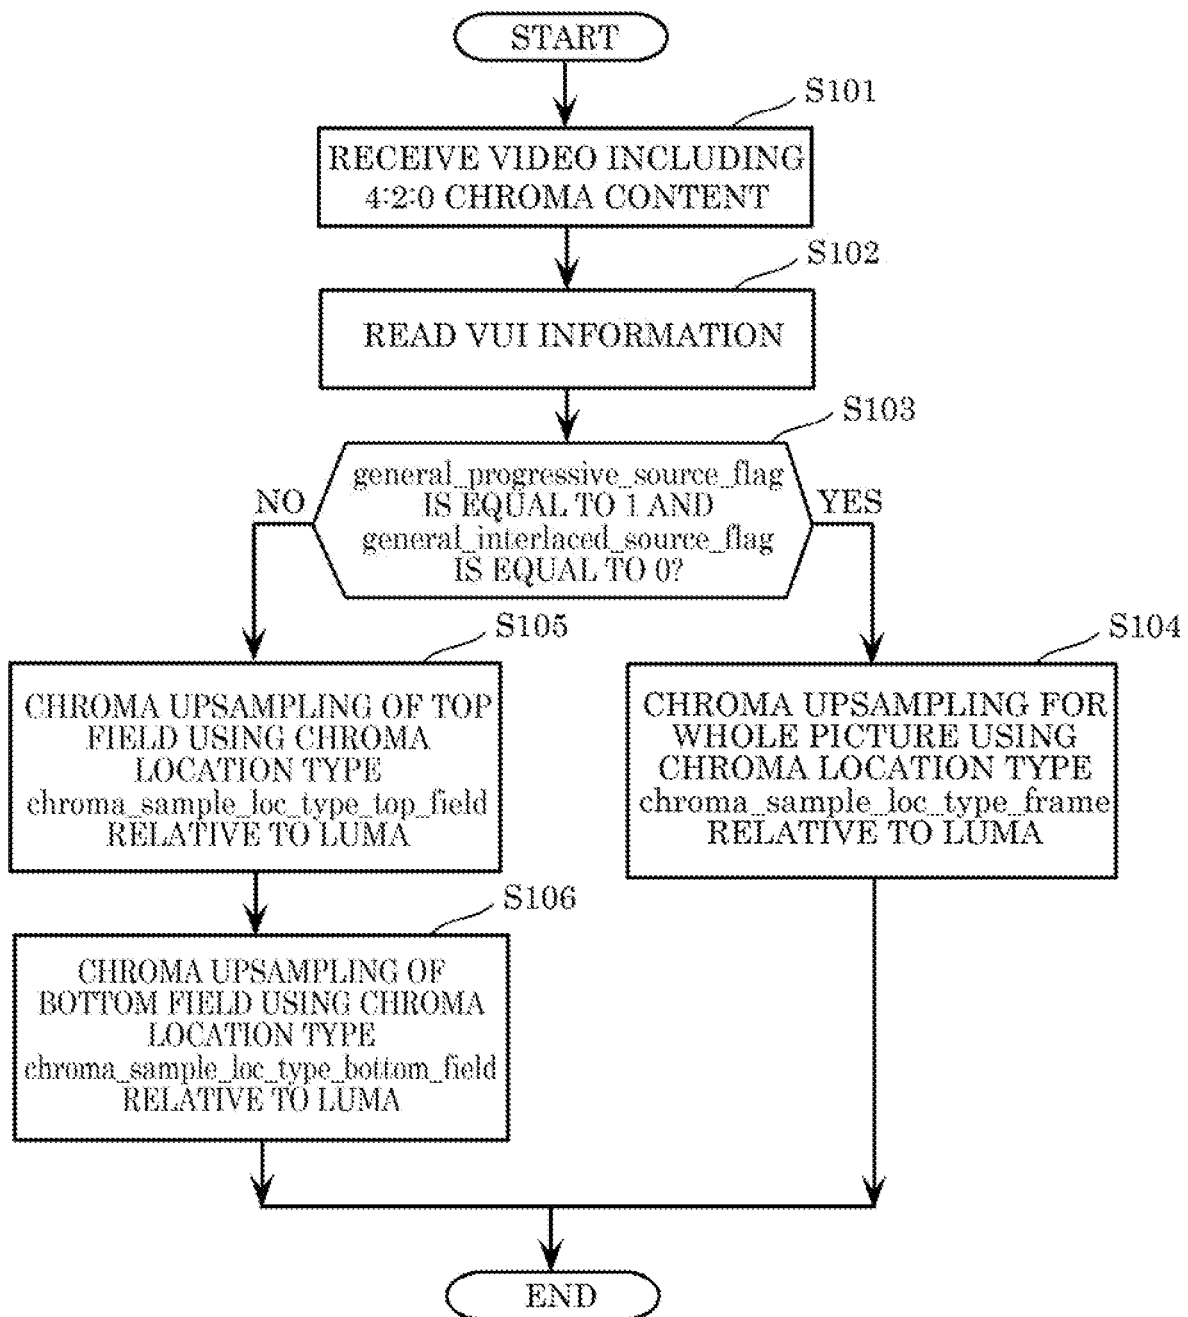 START
S101
RECEIVE VIDEO INCLUDING
4:2:0 CHROMA CONTENT
S102
READ VUI INFORMATION
S103
general_progressive_source_flag
IS EQUAL TO 1 AND
general_interlaced_source_flag
IS EQUAL TO 0?
NO
YES
S105
CHROMA UPSAMPLING OF TOP
FIELD USING CHROMA
LOCATION TYPE
chroma_sample_loc_type_top_field
RELATIVE TO LUMA
S104
CHROMA UPSAMPLING FOR
WHOLE PICTURE USING
CHROMA LOCATION TYPE
chroma_sample_loc_type_frame
RELATIVE TO LUMA
S106
CHROMA UPSAMPLING OF
BOTTOM FIELD USING CHROMA
LOCATION TYPE
chroma_sample_loc_type_bottom_field
RELATIVE TO LUMA
END